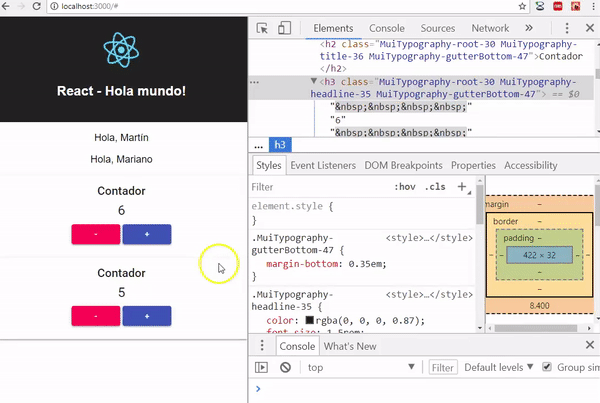 localhost:3000/#
React - Hola mundo!
Hola, Martín
Hola, Mariano
Contador
6
- +
Contador
5
- +
Elements Console Sources Network »
<h2 class="MuiTypography-root-30 MuiTypography-
title-36 MuiTypography-gutterBottom-47">Contador
</h2>
<h3 class="MuiTypography-root-30 MuiTypography-
headline-35 MuiTypography-gutterBottom-47"> == $0
"&nbsp;&nbsp;&nbsp;&nbsp;"
"6"
"&nbsp;&nbsp;&nbsp;&nbsp;"
... h3
Styles Event Listeners DOM Breakpoints Properties Accessibility
Filter :hov .cls +
element.style {
}
.MuiTypography- <style>…</style>
gutterBottom-47 {
margin-bottom: 0.35em;
}
.MuiTypography- <style>…</style>
headline-35 {
color: rgba(0, 0, 0, 0.87);
font-size: 1.5rem;
margin –
border –
padding –
– – 422 × 32 – –
–
–
8.400
Console What's New
top Filter Default levels Group sim